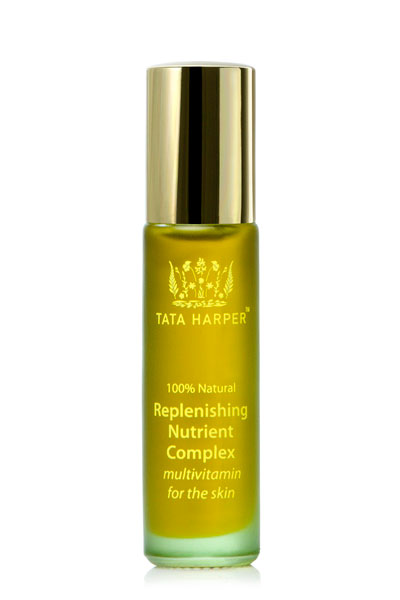 TATA HARPER™
100% Natural
Replenishing
Nutrient
Complex
multivitamin
for the skin